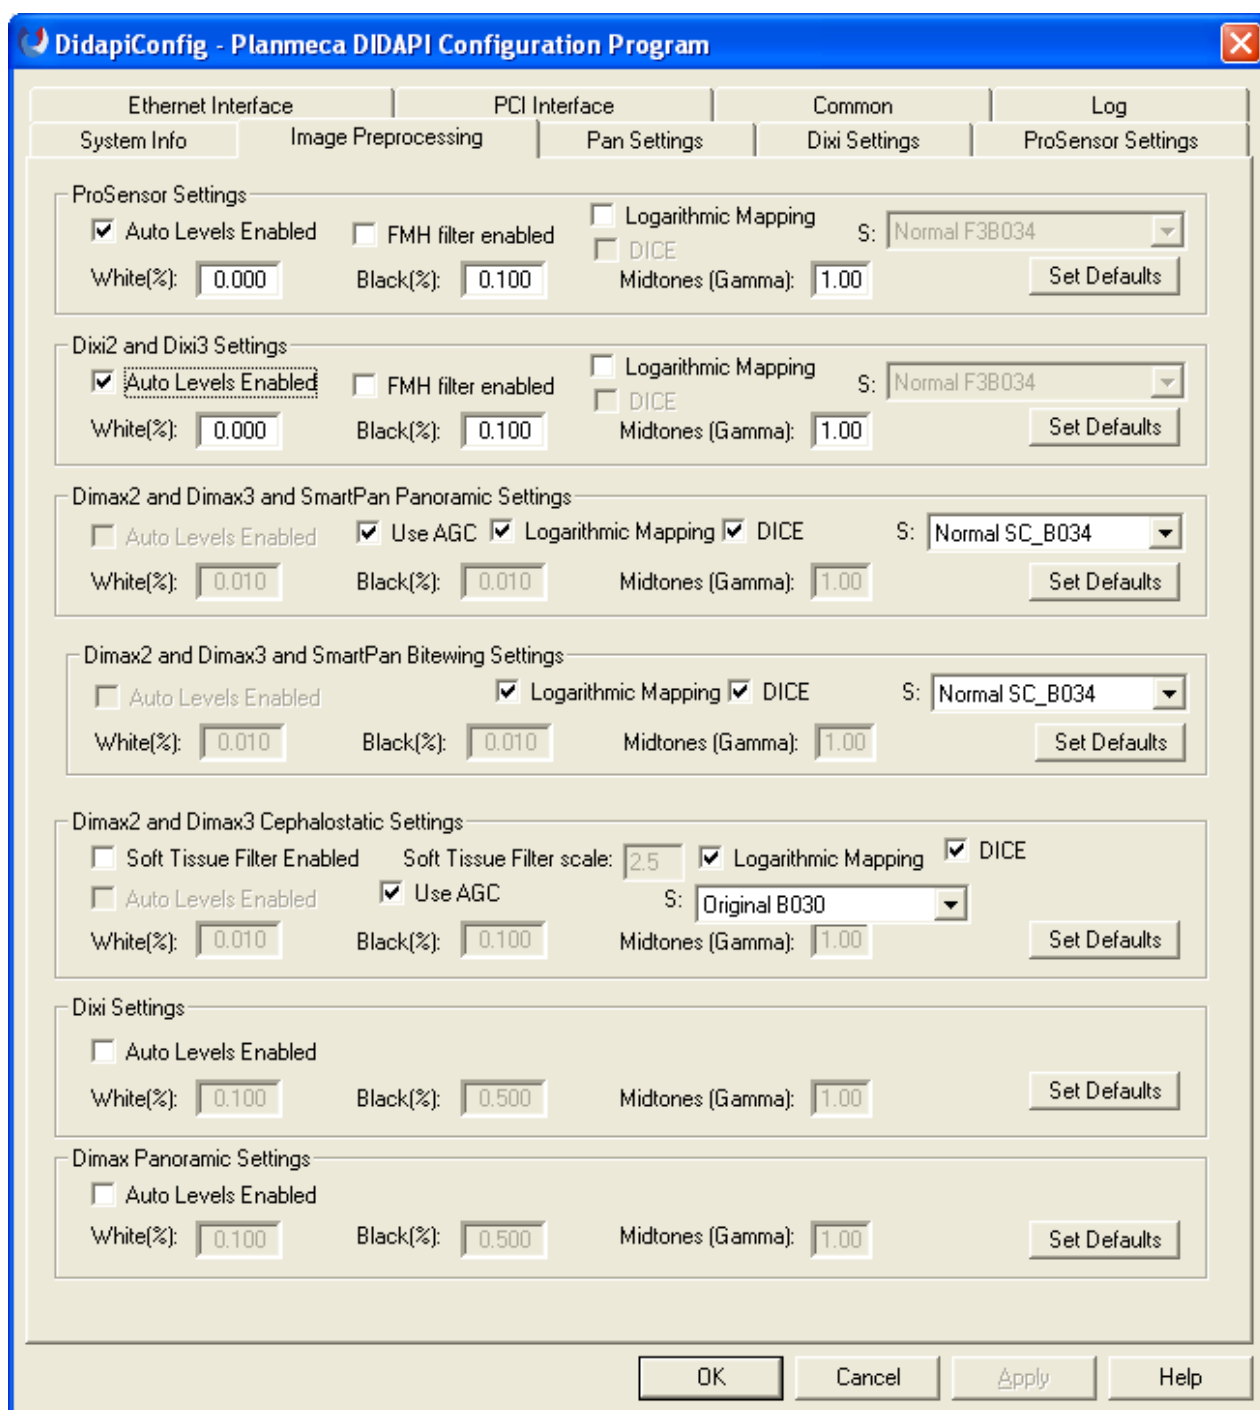 DidapiConfig - Planmeca DIDAPI Configuration Program
Ethernet Interface PCI Interface Common Log
System Info Image Preprocessing Pan Settings Dixi Settings ProSensor Settings
ProSensor Settings
Auto Levels Enabled FMH filter enabled Logarithmic Mapping S: Normal F3B034
DICE
White(%): 0.000 Black(%): 0.100 Midtones (Gamma): 1.00 Set Defaults
Dixi2 and Dixi3 Settings
Auto Levels Enabled FMH filter enabled Logarithmic Mapping S: Normal F3B034
DICE
White(%): 0.000 Black(%): 0.100 Midtones (Gamma): 1.00 Set Defaults
Dimax2 and Dimax3 and SmartPan Panoramic Settings
Auto Levels Enabled Use AGC Logarithmic Mapping DICE S: Normal SC_B034
White(%): 0.010 Black(%): 0.010 Midtones (Gamma): 1.00 Set Defaults
Dimax2 and Dimax3 and SmartPan Bitewing Settings
Auto Levels Enabled Logarithmic Mapping DICE S: Normal SC_B034
White(%): 0.010 Black(%): 0.010 Midtones (Gamma): 1.00 Set Defaults
Dimax2 and Dimax3 Cephalostatic Settings
Soft Tissue Filter Enabled Soft Tissue Filter scale: 2.5 Logarithmic Mapping DICE
Auto Levels Enabled Use AGC S: Original B030
White(%): 0.010 Black(%): 0.100 Midtones (Gamma): 1.00 Set Defaults
Dixi Settings
Auto Levels Enabled
White(%): 0.100 Black(%): 0.500 Midtones (Gamma): 1.00 Set Defaults
Dimax Panoramic Settings
Auto Levels Enabled
White(%): 0.100 Black(%): 0.500 Midtones (Gamma): 1.00 Set Defaults
OK Cancel Apply Help